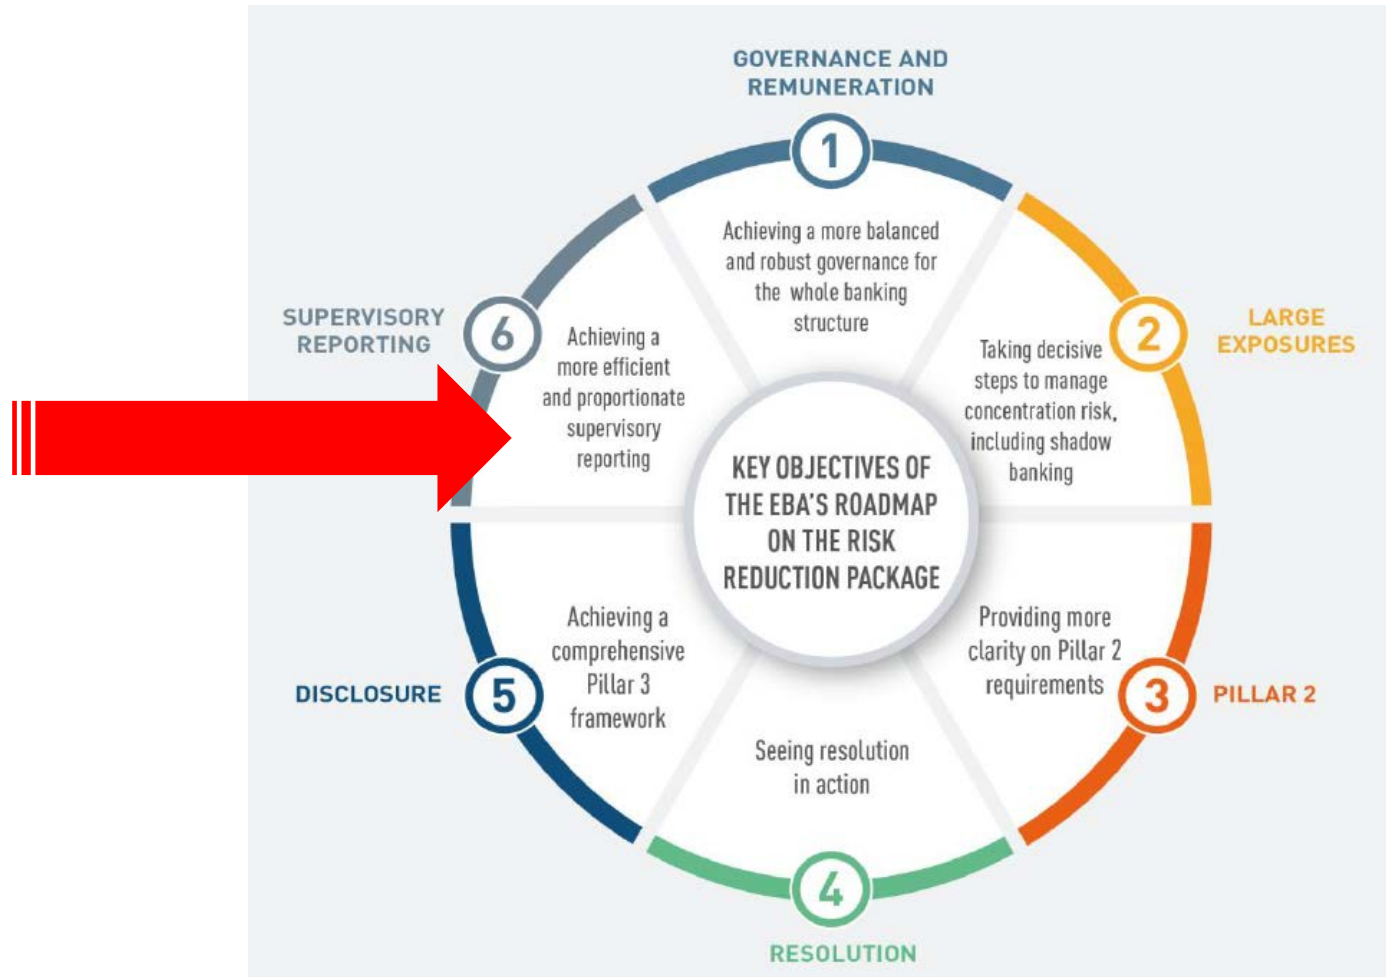 GOVERNANCE AND
REMUNERATION
1
Achieving a more balanced
and robust governance for
the whole banking
structure
LARGE
EXPOSURES
2
Taking decisive
steps to manage
concentration risk,
including shadow
banking
PILLAR 2
3
Providing more
clarity on Pillar 2
requirements
RESOLUTION
4
Seeing resolution
in action
DISCLOSURE
5
Achieving a
comprehensive
Pillar 3
framework
SUPERVISORY
REPORTING
6
Achieving a
more efficient
and proportionate
supervisory
reporting
KEY OBJECTIVES OF
THE EBA'S ROADMAP
ON THE RISK
REDUCTION PACKAGE